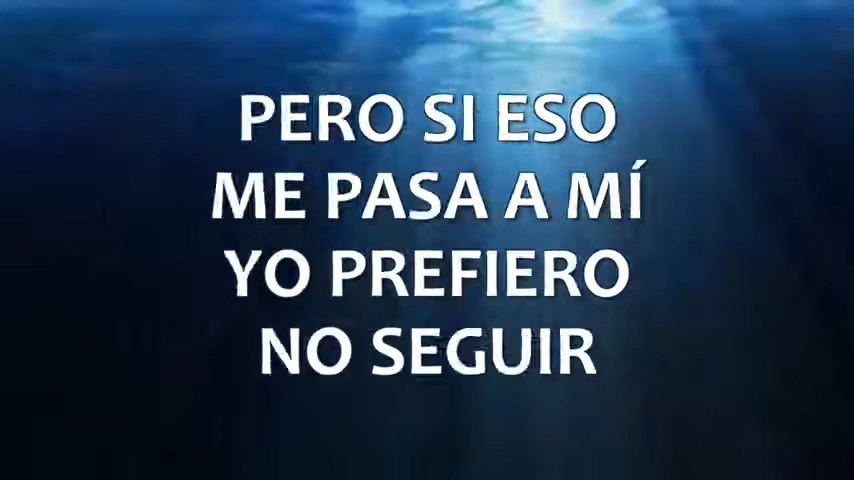 PERO SI ESO
ME PASA A MÍ
YO PREFIERO
NO SEGUIR